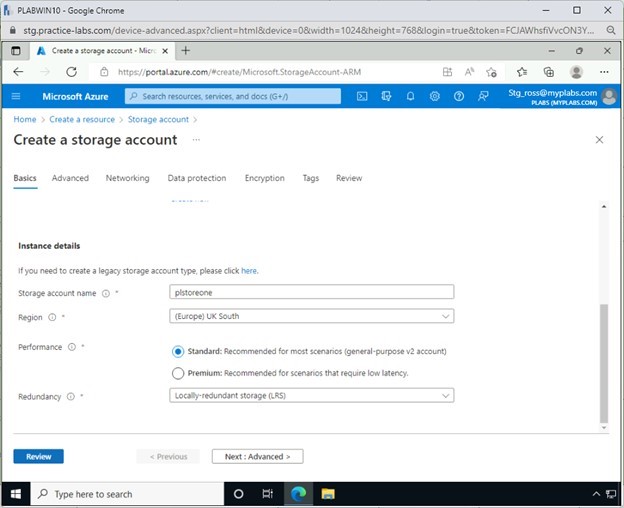 PLABWIN10 - Google Chrome
stg.practice-labs.com/device-advanced.aspx?client=html&device=0&width=1024&height=768&login=true&token=FCJAWhsfiVvcON3Y...
Create a storage account - Micro
https://portal.azure.com/#create/Microsoft.StorageAccount-ARM
Microsoft Azure
Search resources, services, and docs (G+/)
Stg_ross@myplabs.com
PLABS (MYPLABS.COM)
Home > Create a resource > Storage account >
Create a storage account ...
Basics Advanced Networking Data protection Encryption Tags Review
Instance details
If you need to create a legacy storage account type, please click here.
Storage account name * plstoreone
Region * (Europe) UK South
Performance * Standard: Recommended for most scenarios (general-purpose v2 account)
Premium: Recommended for scenarios that require low latency.
Redundancy * Locally-redundant storage (LRS)
Review < Previous Next : Advanced >
Type here to search